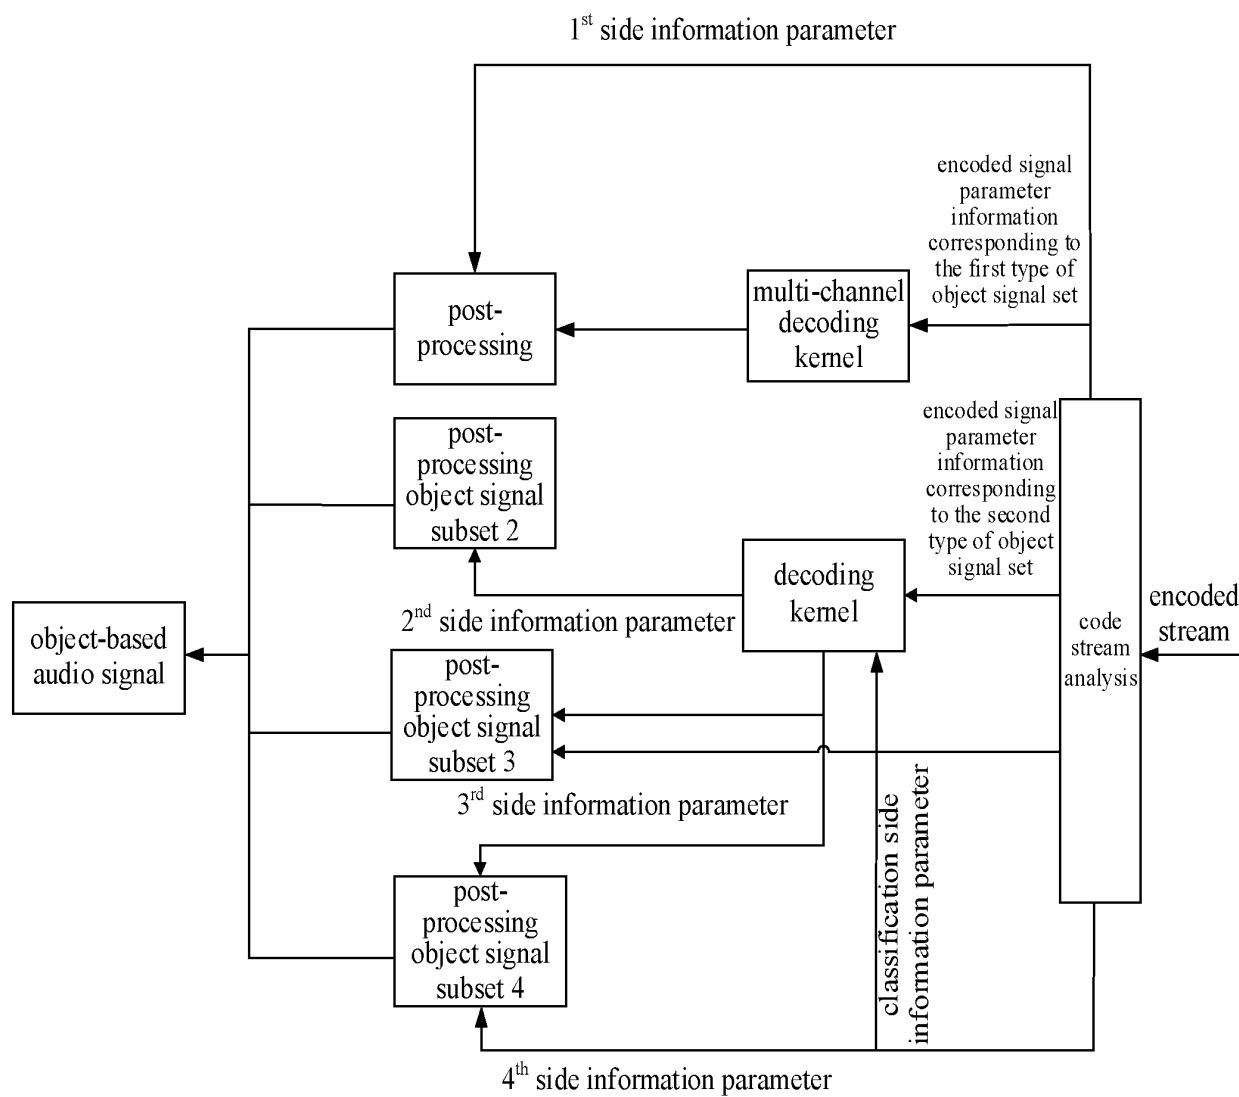 1st side information parameter
encoded signal
parameter
information
corresponding to
the first type of
object signal set
multi-channel
decoding
kernel
post-
processing
post-
processing
object signal
subset 2
encoded signal
parameter
information
corresponding
to the second
type of object
signal set
decoding
kernel
2nd side information parameter
encoded
stream
code
stream
analysis
object-based
audio signal
post-
processing
object signal
subset 3
3rd side information parameter
classification side
information parameter
post-
processing
object signal
subset 4
4th side information parameter